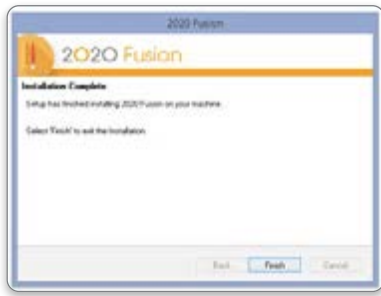 2020 Fusion
2020 Fusion
Installation Complete
Setup has finished installing 2020 Fusion on your machine.
Select 'Finish' to exit the installation.
Back
Finish
Cancel